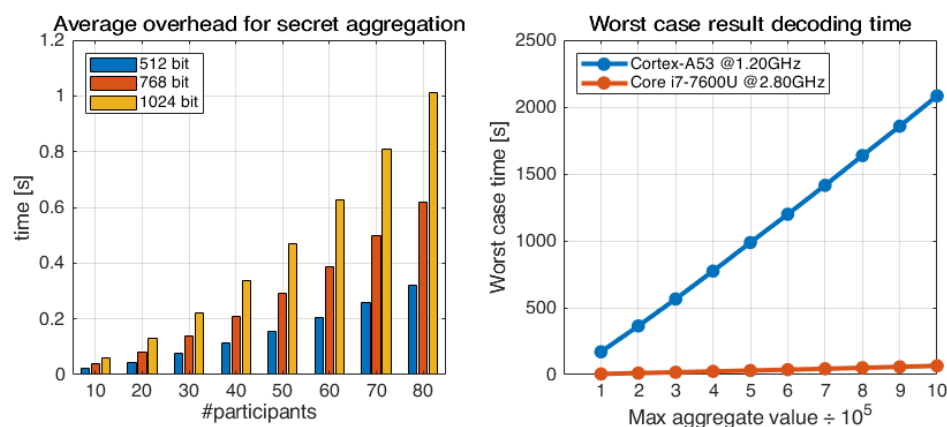 Average overhead for secret aggregation
1.2
1
0.8
0.6
0.4
0.2
0
time [s]
512 bit
768 bit
1024 bit
10 20 30 40 50 60 70 80
#participants
Worst case result decoding time
2500
2000
1500
1000
500
0
Worst case time [s]
Cortex-A53 @1.20GHz
Core i7-7600U @2.80GHz
1 2 3 4 5 6 7 8 9 10
Max aggregate value ÷ 10⁵